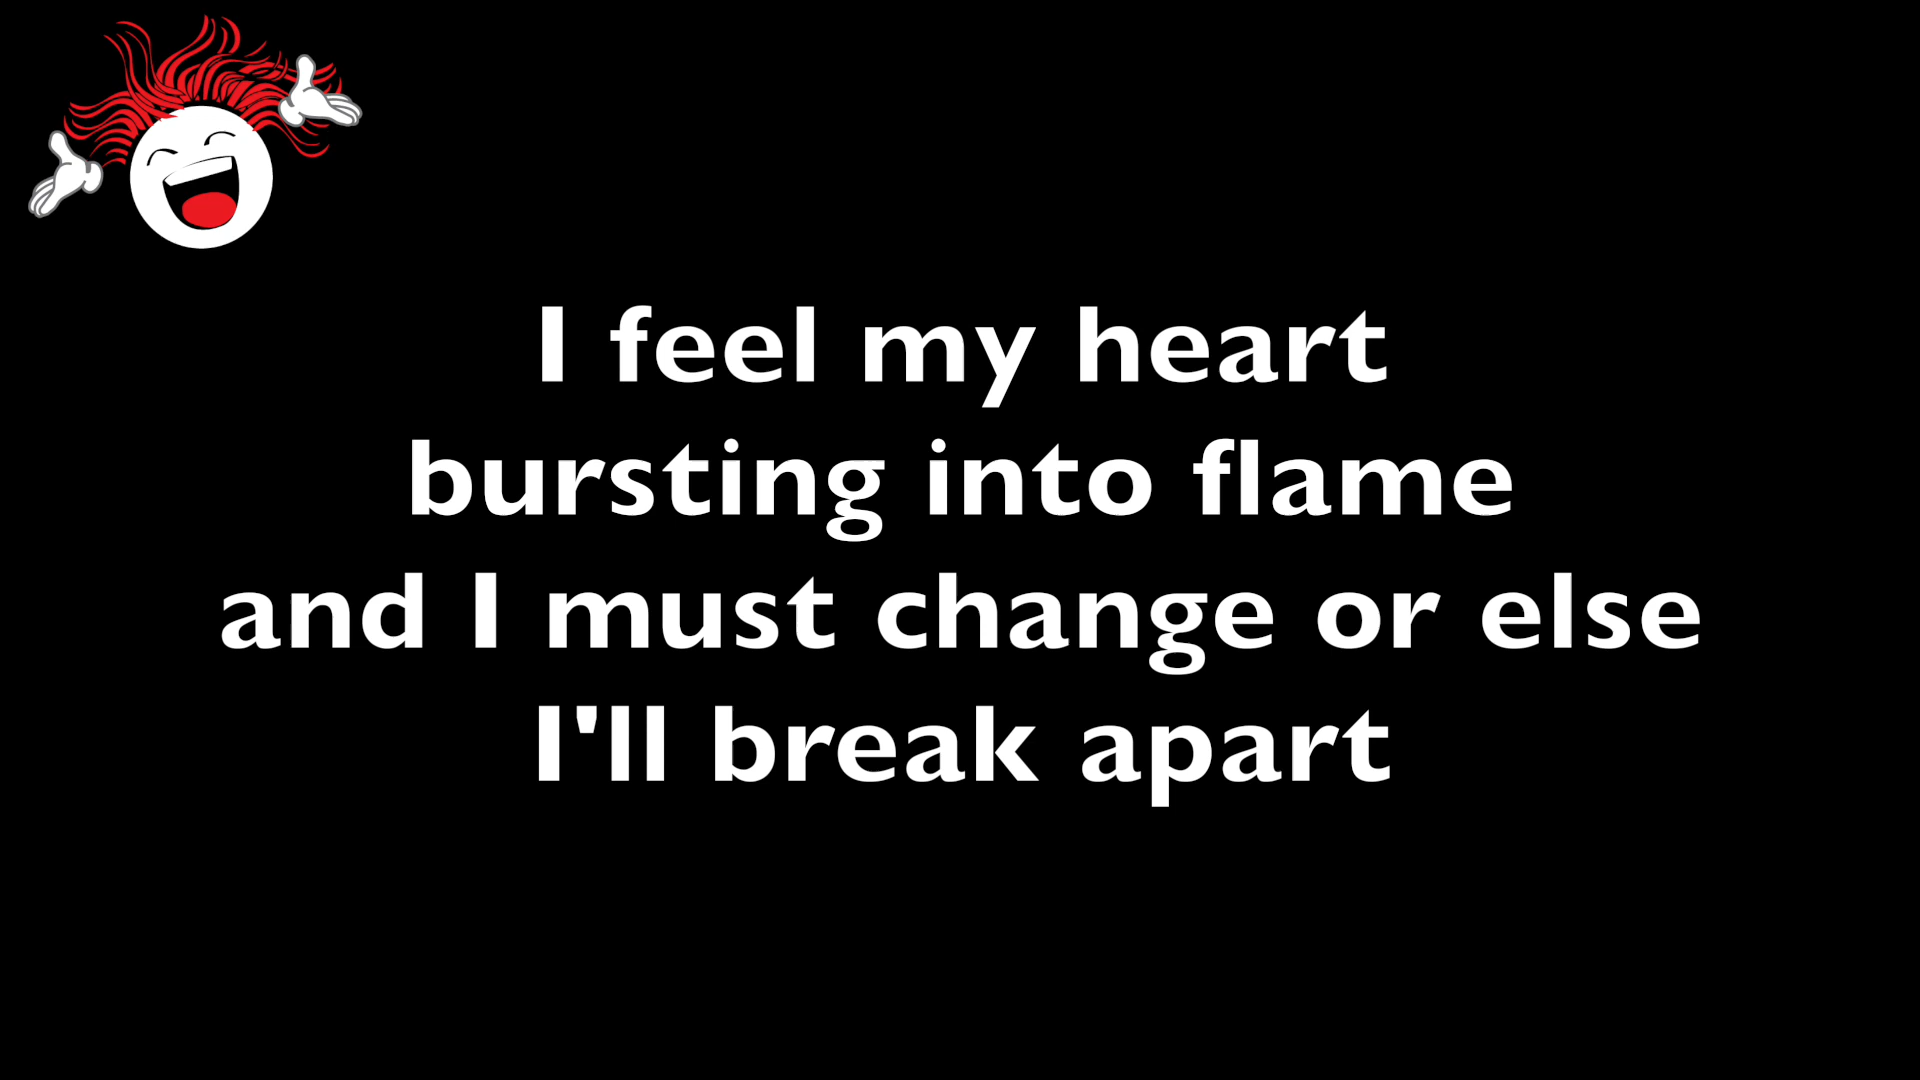 I feel my heart
bursting into flame
and I must change or else
I'll break apart